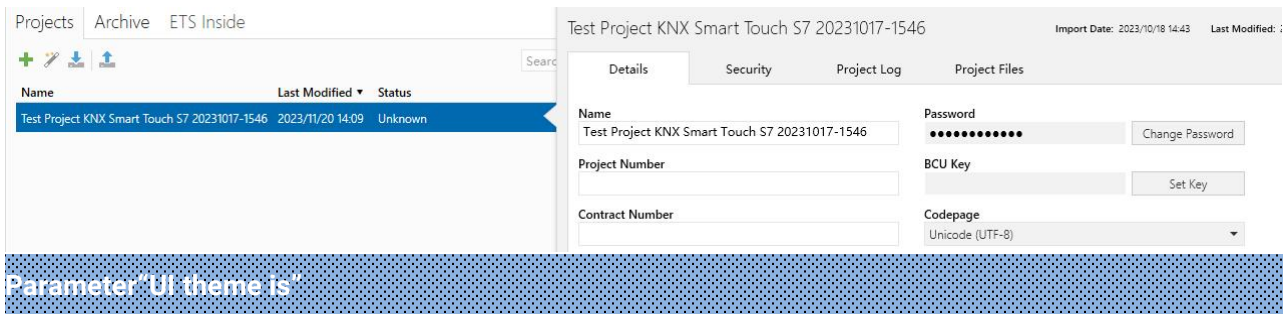 Projects Archive ETS Inside
Name Last Modified Status
Test Project KNX Smart Touch S7 20231017-1546 2023/11/20 14:09 Unknown
Test Project KNX Smart Touch S7 20231017-1546 Import Date: 2023/10/18 14:43 Last Modified:
Details Security Project Log Project Files
Name
Test Project KNX Smart Touch S7 20231017-1546
Project Number
Contract Number
Password
●●●●●●●●●●●● Change Password
BCU Key
Set Key
Codepage
Unicode (UTF-8)
Parameter“UI theme is”